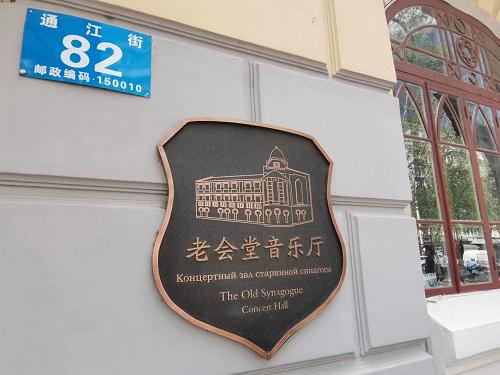 通江街
82
邮政编码·150010
老会堂音乐厅
Концертный зал старинной синагоги
The Old Synagogue
Concert Hall